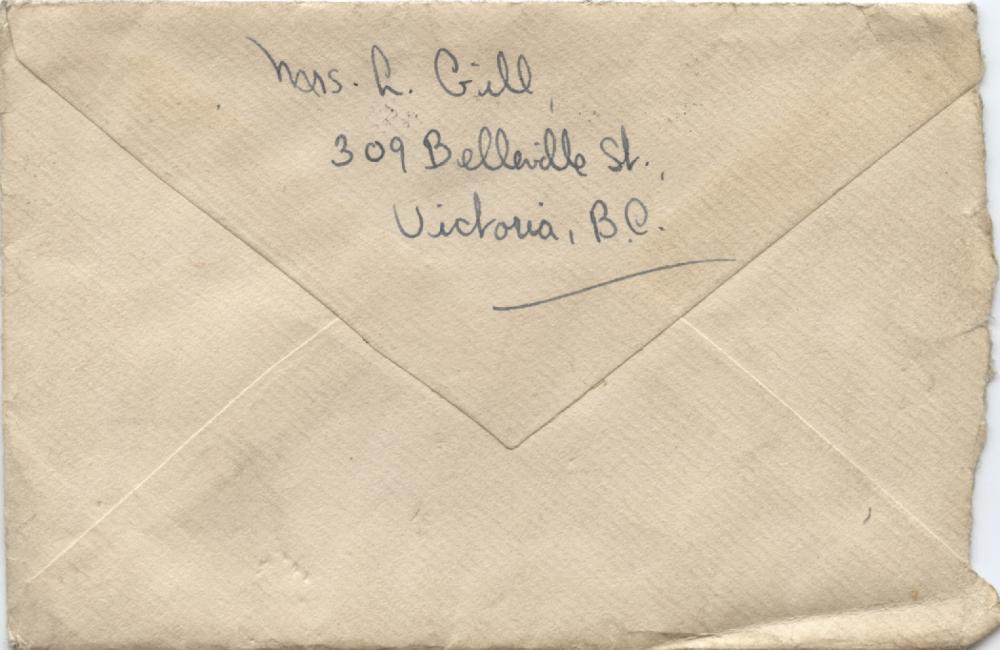 Mrs. L. Gill,
309 Belleville St.,
Victoria, B.C.